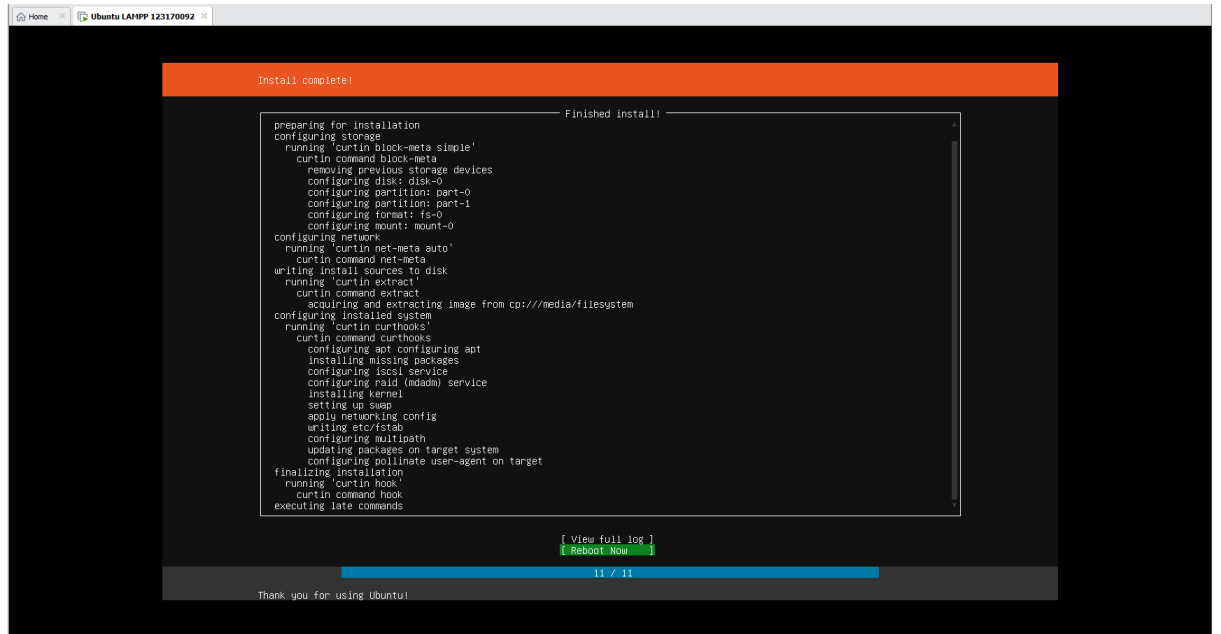 Home × Ubuntu LAMPP 123170092 ×
Install complete!
Finished install!
preparing for installation
configuring storage
running 'curtin block-meta simple'
curtin command block-meta
removing previous storage devices
configuring disk: disk-0
configuring partition: part-0
configuring partition: part-1
configuring format: fs-0
configuring mount: mount-0
configuring network
running 'curtin net-meta auto'
curtin command net-meta
writing install sources to disk
running 'curtin extract'
curtin command extract
acquiring and extracting image from cp:///media/filesystem
configuring installed system
running 'curtin curthooks'
curtin command curthooks
configuring apt configuring apt
installing missing packages
configuring iscsi service
configuring raid (mdadm) service
installing kernel
setting up swap
apply networking config
writing etc/fstab
configuring multipath
updating packages on target system
configuring pollinate user-agent on target
finalizing installation
running 'curtin hook'
curtin command hook
executing late commands
[ View full log ]
[ Reboot Now ]
11 / 11
Thank you for using Ubuntu!